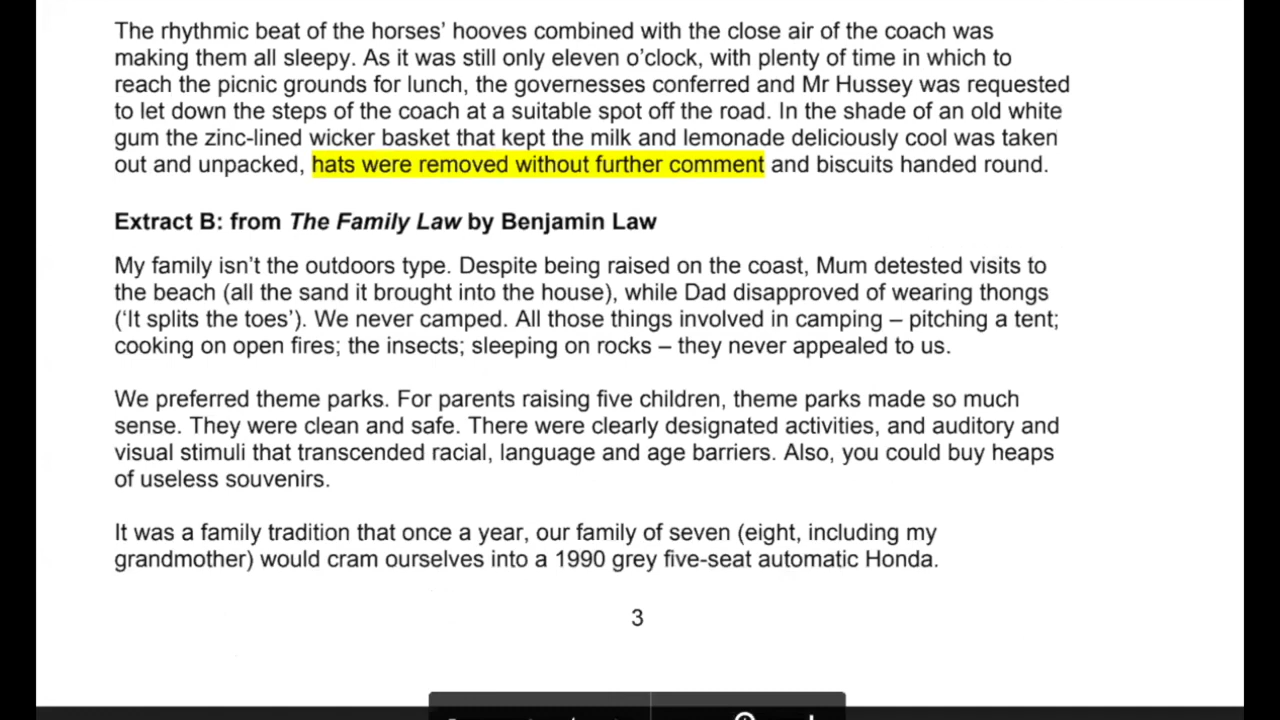 The rhythmic beat of the horses’ hooves combined with the close air of the coach was
making them all sleepy. As it was still only eleven o’clock, with plenty of time in which to
reach the picnic grounds for lunch, the governesses conferred and Mr Hussey was requested
to let down the steps of the coach at a suitable spot off the road. In the shade of an old white
gum the zinc-lined wicker basket that kept the milk and lemonade deliciously cool was taken
out and unpacked, hats were removed without further comment and biscuits handed round.
Extract B: from The Family Law by Benjamin Law
My family isn’t the outdoors type. Despite being raised on the coast, Mum detested visits to
the beach (all the sand it brought into the house), while Dad disapproved of wearing thongs
(‘It splits the toes’). We never camped. All those things involved in camping – pitching a tent;
cooking on open fires; the insects; sleeping on rocks – they never appealed to us.
We preferred theme parks. For parents raising five children, theme parks made so much
sense. They were clean and safe. There were clearly designated activities, and auditory and
visual stimuli that transcended racial, language and age barriers. Also, you could buy heaps
of useless souvenirs.
It was a family tradition that once a year, our family of seven (eight, including my
grandmother) would cram ourselves into a 1990 grey five-seat automatic Honda.
3